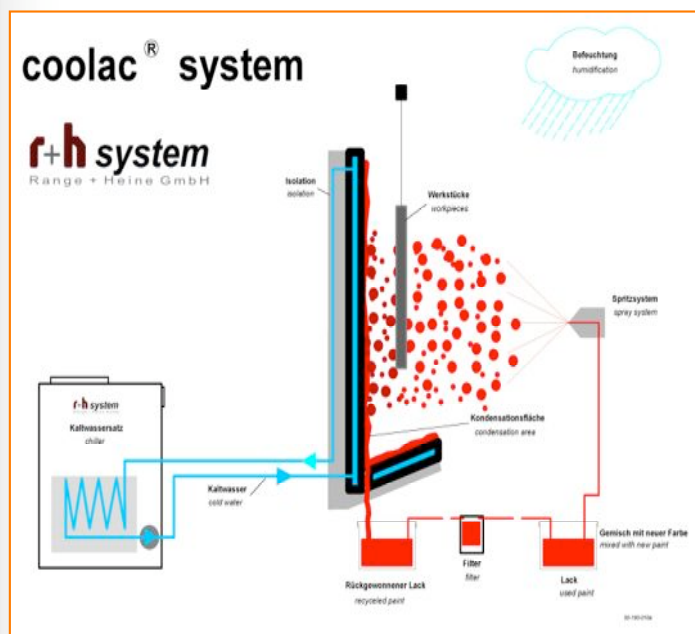 coolac® system
r+h system
Range + Heine GmbH
Befeuchtung
humidification
Isolation
isolation
Werkstücke
workpieces
Spritzsystem
spray system
r+h system
Kaltwassersatz
chiller
Kondensationsfläche
condensation area
Kaltwasser
cold water
Gemisch mit neuer Farbe
mixed with new paint
Filter
filter
Rückgewonnener Lack
recyceled paint
Lack
used paint